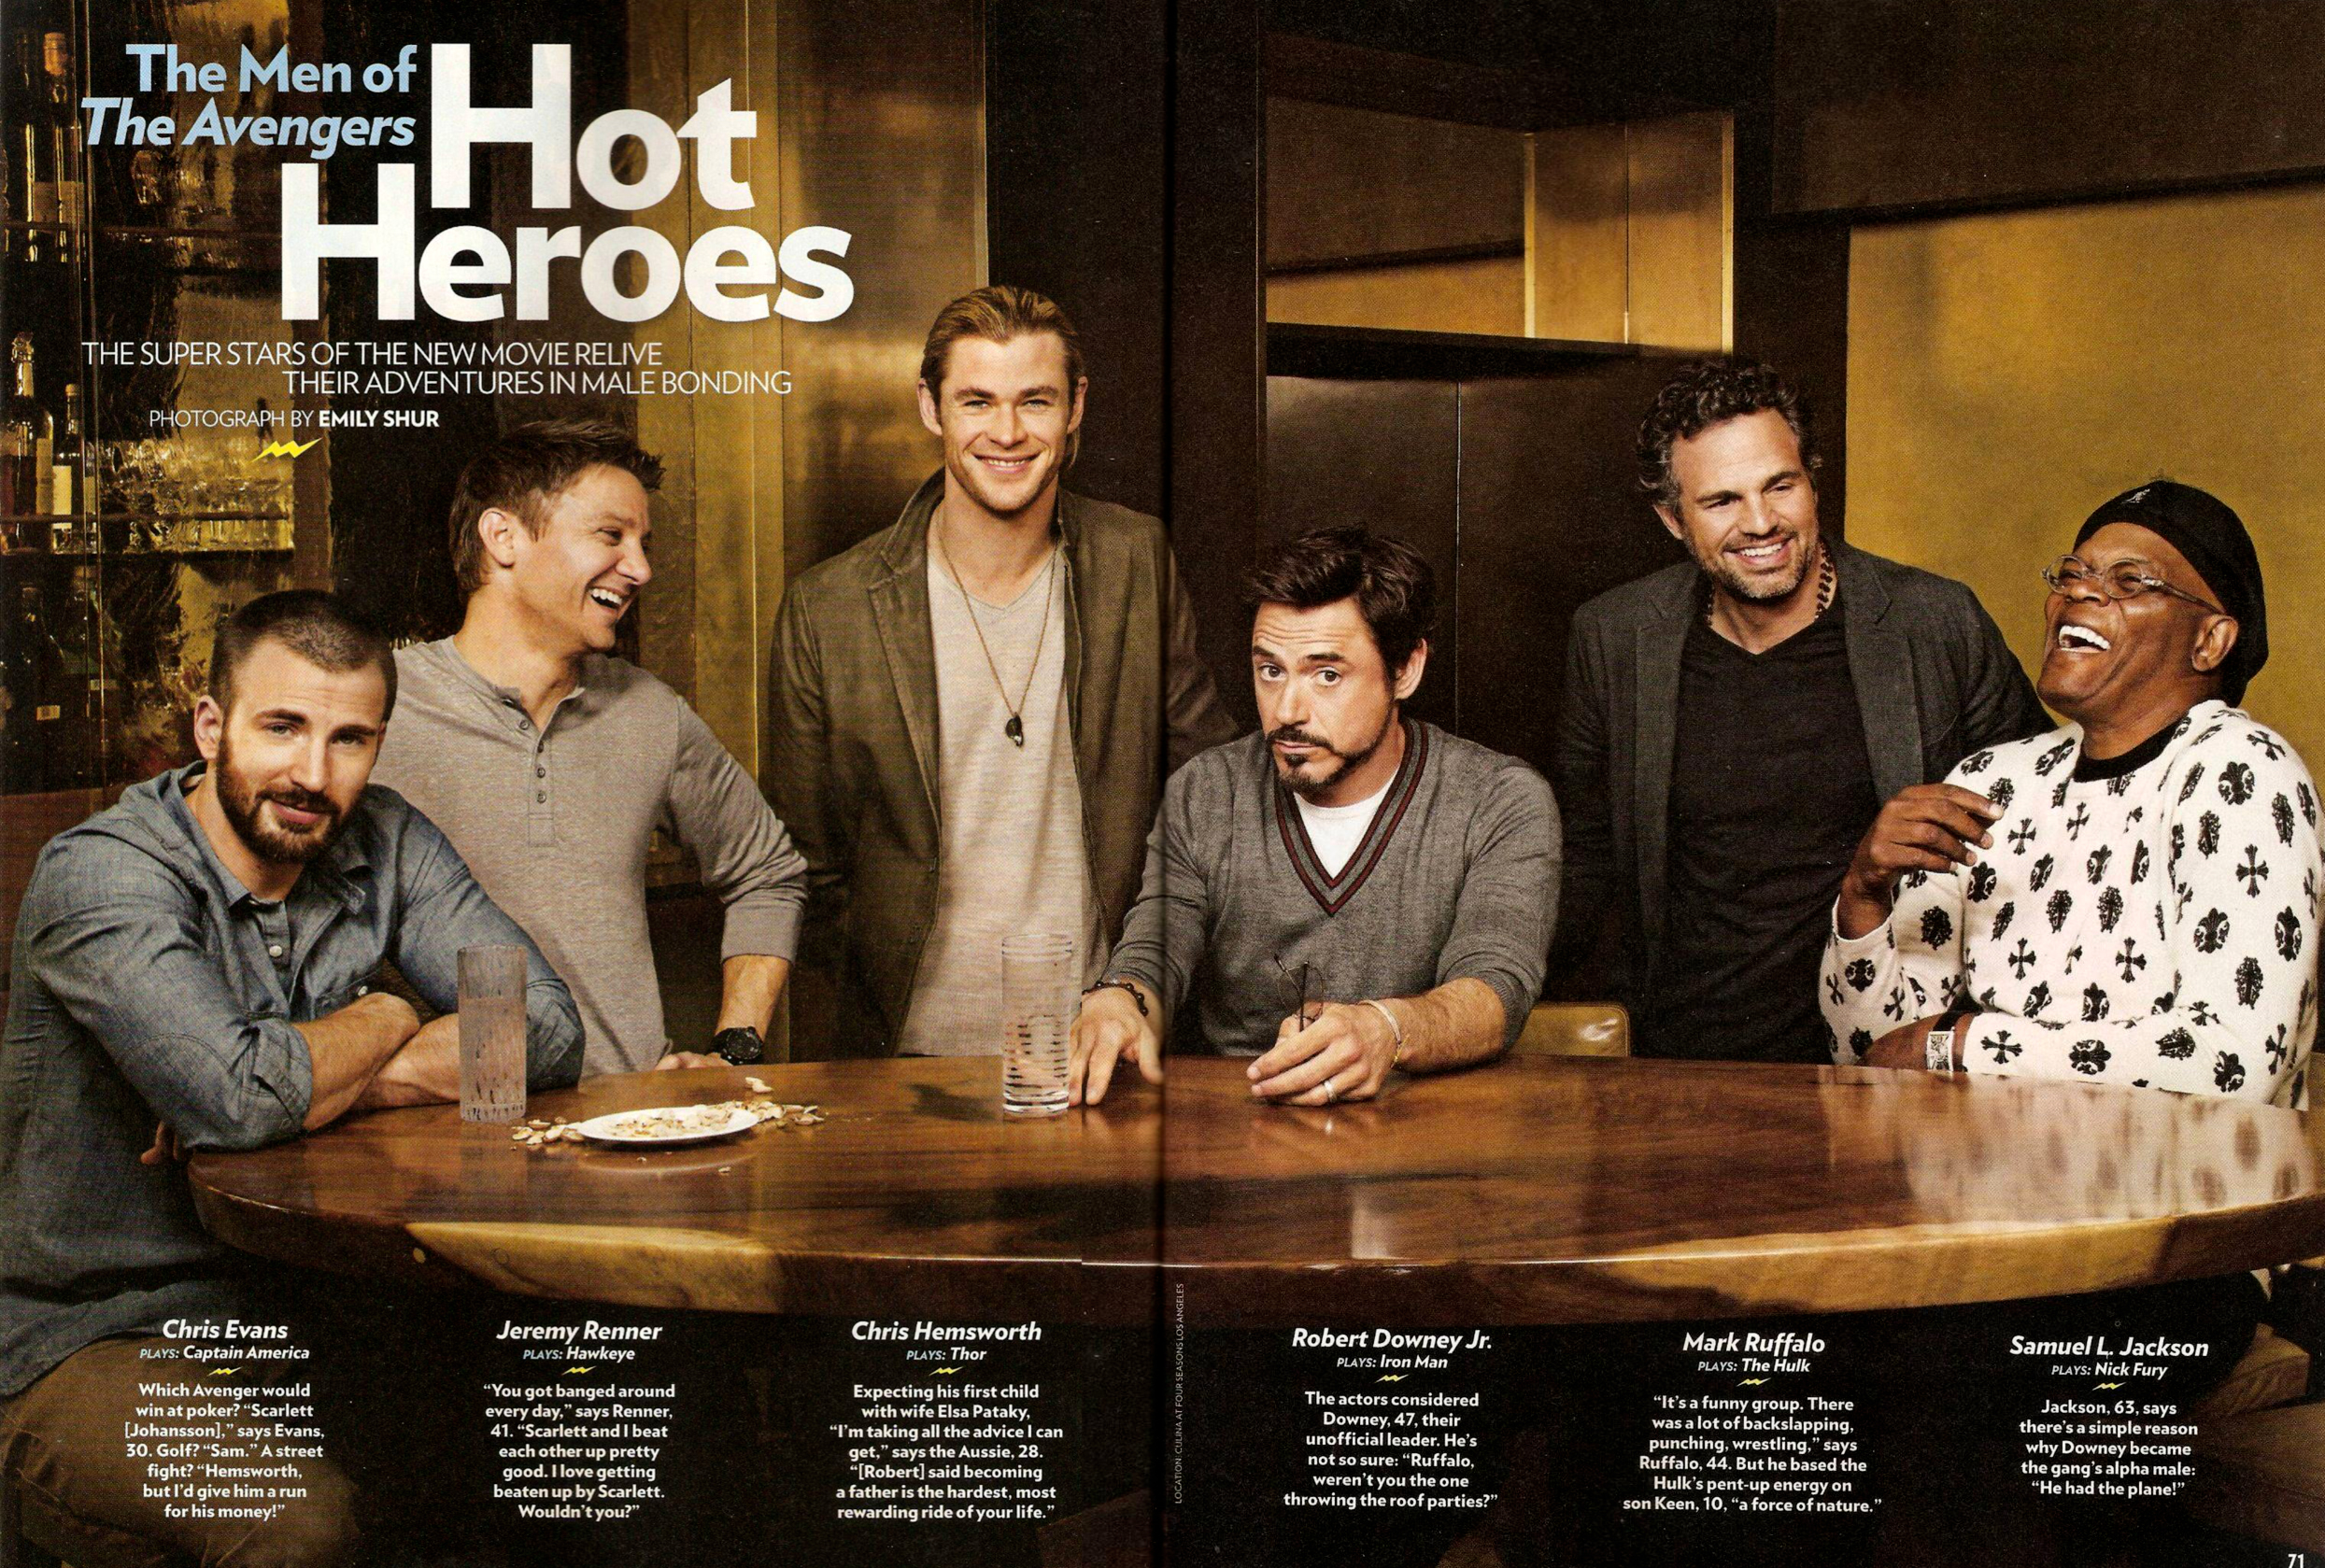 The Men of
The Avengers
Hot
Heroes
THE SUPER STARS OF THE NEW MOVIE RELIVE
THEIR ADVENTURES IN MALE BONDING
PHOTOGRAPH BY EMILY SHUR
Chris Evans
PLAYS: Captain America
Which Avenger would
win at poker? “Scarlett
[Johansson],” says Evans,
30. Golf? “Sam.” A street
fight? “Hemsworth,
but I’d give him a run
for his money!”
Jeremy Renner
PLAYS: Hawkeye
“You got banged around
every day,” says Renner,
41. “Scarlett and I beat
each other up pretty
good. I love getting
beaten up by Scarlett.
Wouldn’t you?”
Chris Hemsworth
PLAYS: Thor
Expecting his first child
with wife Elsa Pataky,
“I’m taking all the advice I can
get,” says the Aussie, 28.
“[Robert] said becoming
a father is the hardest, most
rewarding ride of your life.”
LOCATION: CULINA AT FOUR SEASONS LOS ANGELES
Robert Downey Jr.
PLAYS: Iron Man
The actors considered
Downey, 47, their
unofficial leader. He’s
not so sure: “Ruffalo,
weren’t you the one
throwing the roof parties?”
Mark Ruffalo
PLAYS: The Hulk
“It’s a funny group. There
was a lot of backslapping,
punching, wrestling,” says
Ruffalo, 44. But he based the
Hulk’s pent-up energy on
son Keen, 10, “a force of nature.”
Samuel L. Jackson
PLAYS: Nick Fury
Jackson, 63, says
there’s a simple reason
why Downey became
the gang’s alpha male:
“He had the plane!”
71